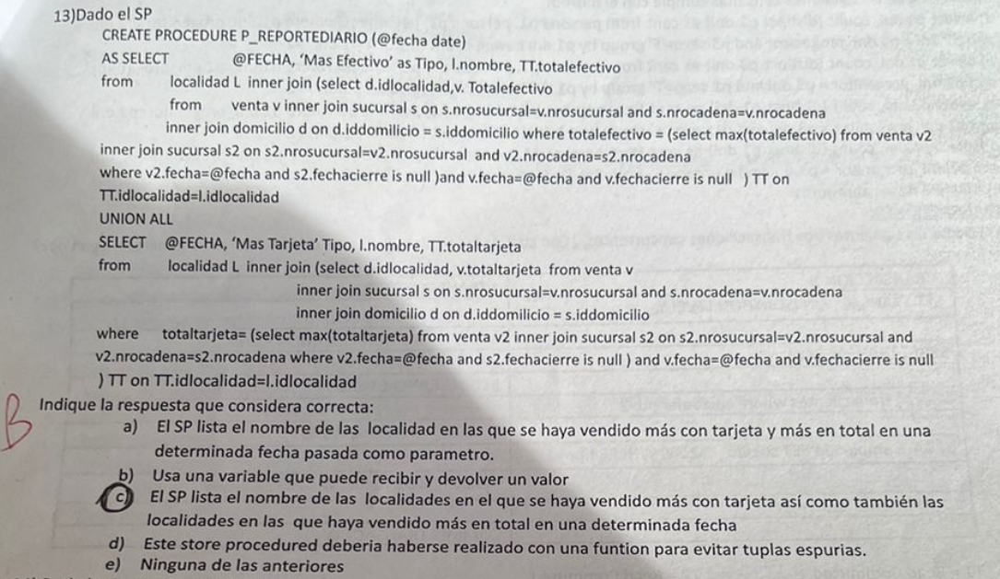 13)Dado el SP
CREATE PROCEDURE P_REPORTEDIARIO (@fecha date)
AS SELECT @FECHA, ‘Mas Efectivo’ as Tipo, l.nombre, TT.totalefectivo
from localidad L inner join (select d.idlocalidad,v. Totalefectivo
from venta v inner join sucursal s on s.nrosucursal=v.nrosucursal and s.nrocadena=v.nrocadena
inner join domicilio d on d.iddomilicio = s.iddomicilio where totalefectivo = (select max(totalefectivo) from venta v2
inner join sucursal s2 on s2.nrosucursal=v2.nrosucursal and v2.nrocadena=s2.nrocadena
where v2.fecha=@fecha and s2.fechacierre is null )and v.fecha=@fecha and v.fechacierre is null ) TT on
TT.idlocalidad=l.idlocalidad
UNION ALL
SELECT @FECHA, ‘Mas Tarjeta’ Tipo, l.nombre, TT.totaltarjeta
from localidad L inner join (select d.idlocalidad, v.totaltarjeta from venta v
inner join sucursal s on s.nrosucursal=v.nrosucursal and s.nrocadena=v.nrocadena
inner join domicilio d on d.iddomilicio = s.iddomicilio
where totaltarjeta= (select max(totaltarjeta) from venta v2 inner join sucursal s2 on s2.nrosucursal=v2.nrosucursal and
v2.nrocadena=s2.nrocadena where v2.fecha=@fecha and s2.fechacierre is null ) and v.fecha=@fecha and v.fechacierre is null
) TT on TT.idlocalidad=l.idlocalidad
B Indique la respuesta que considera correcta:
a) El SP lista el nombre de las localidad en las que se haya vendido más con tarjeta y más en total en una
determinada fecha pasada como parametro.
b) Usa una variable que puede recibir y devolver un valor
c) El SP lista el nombre de las localidades en el que se haya vendido más con tarjeta así como también las
localidades en las que haya vendido más en total en una determinada fecha
d) Este store procedured deberia haberse realizado con una funtion para evitar tuplas espurias.
e) Ninguna de las anteriores